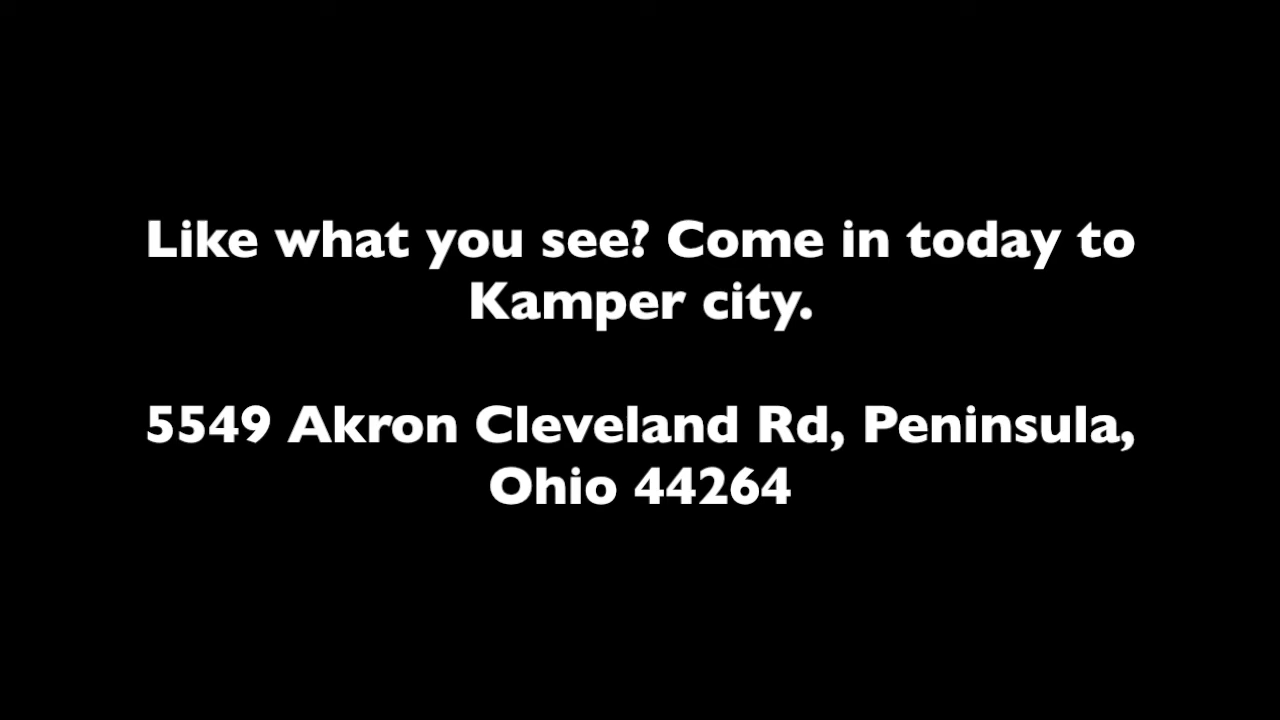 Like what you see? Come in today to
Kamper city.
5549 Akron Cleveland Rd, Peninsula,
Ohio 44264